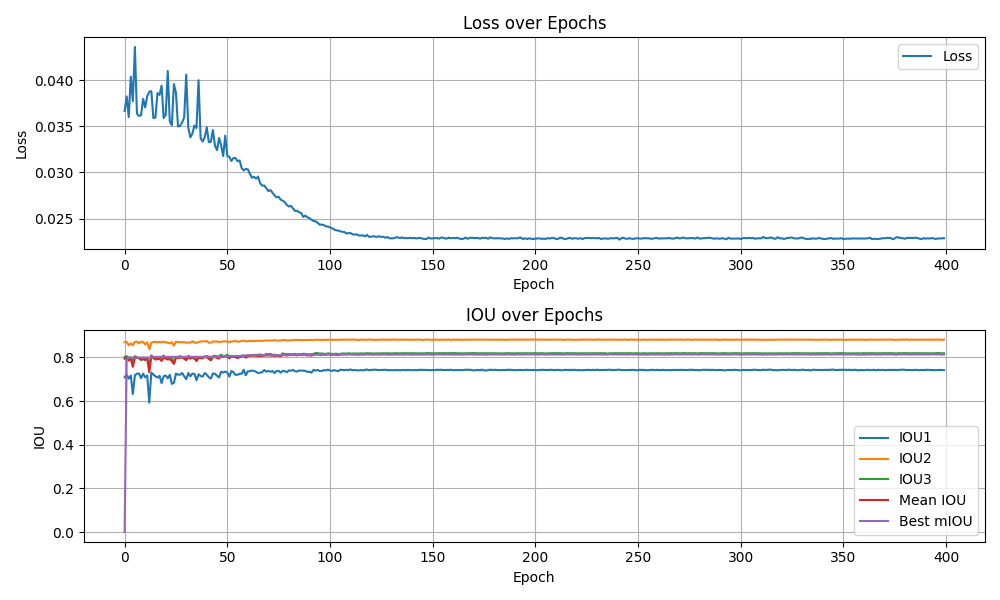 Loss over Epochs
Loss
0.040
0.035
0.030
0.025
Loss
0 50 100 150 200 250 300 350 400
Epoch
IOU over Epochs
0.8
0.6
0.4
0.2
0.0
IOU
IOU1
IOU2
IOU3
Mean IOU
Best mIOU
0 50 100 150 200 250 300 350 400
Epoch